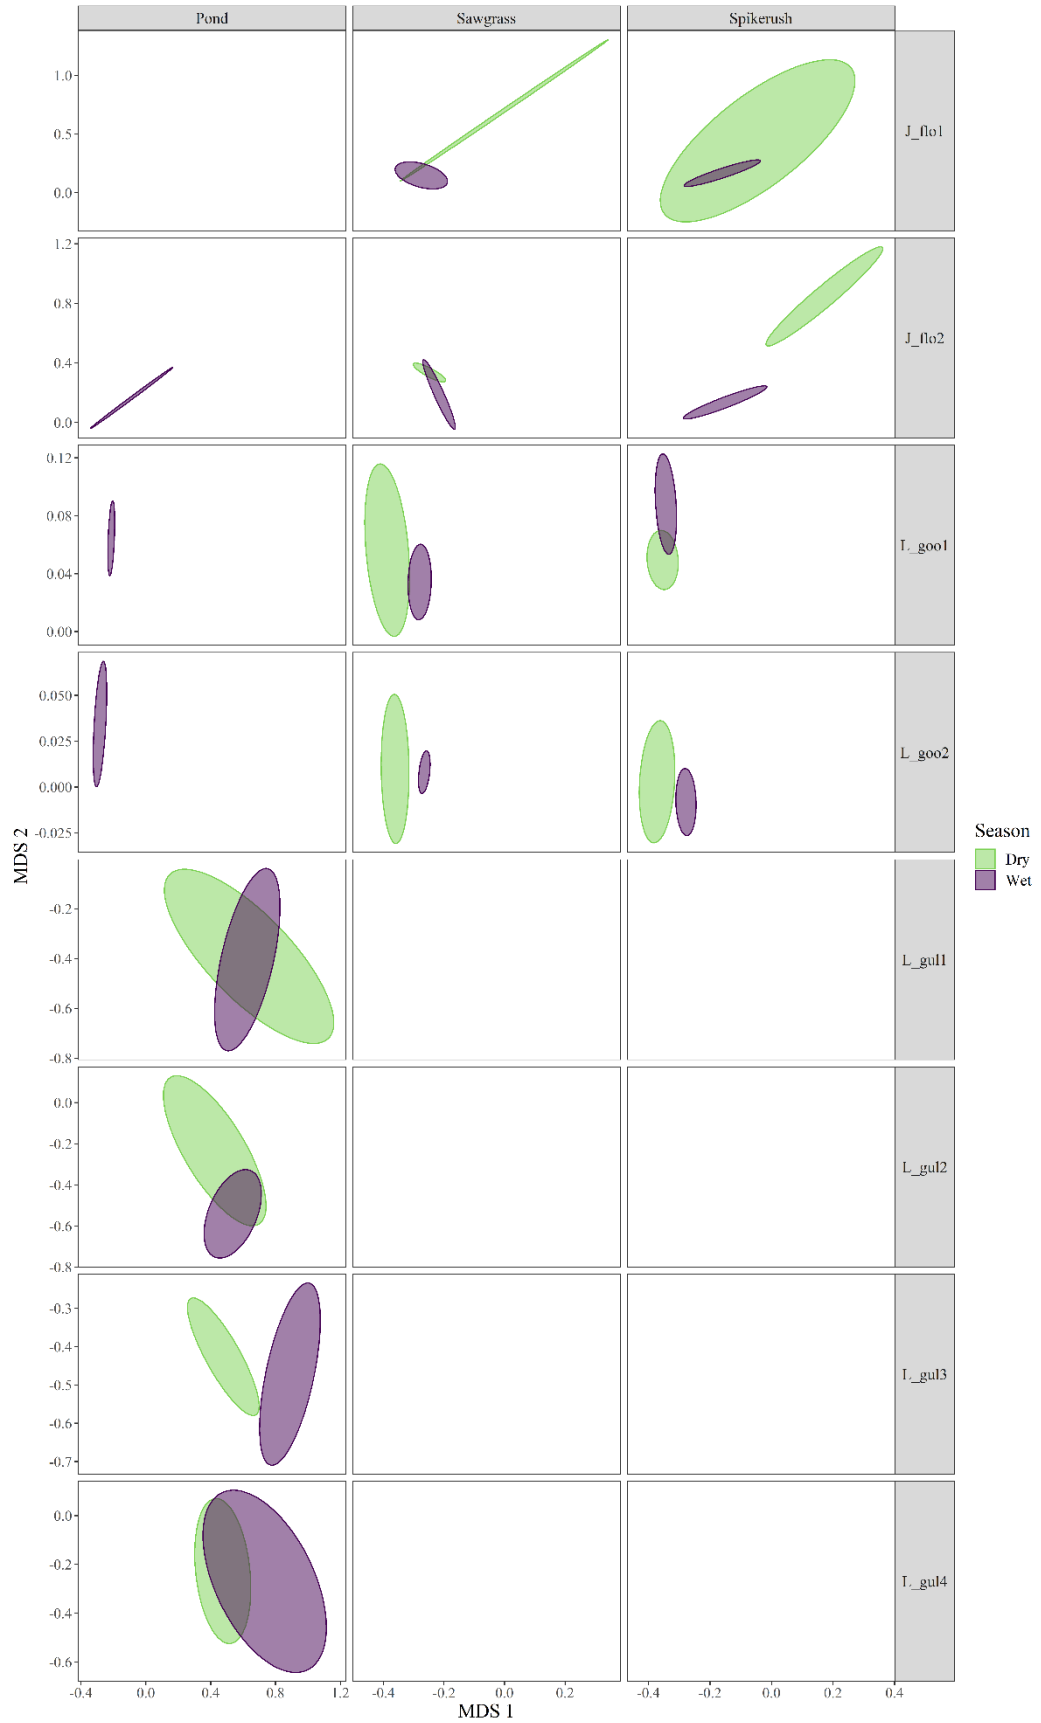 Pond Sawgrass Spikerush
1.0
0.5
0.0
J_flo1
1.2
0.8
0.4
0.0
J_flo2
0.12
0.08
0.04
0.00
L_goo1
0.050
0.025
0.000
-0.025
L_goo2
MDS 2
Season
Dry
Wet
-0.2
-0.4
-0.6
-0.8
L_gul1
0.0
-0.2
-0.4
-0.6
-0.8
L_gul2
-0.3
-0.4
-0.5
-0.6
-0.7
L_gul3
0.0
-0.2
-0.4
-0.6
L_gul4
-0.4 0.0 0.4 0.8 1.2 -0.4 -0.2 0.0 0.2 -0.4 -0.2 0.0 0.2 0.4
MDS 1